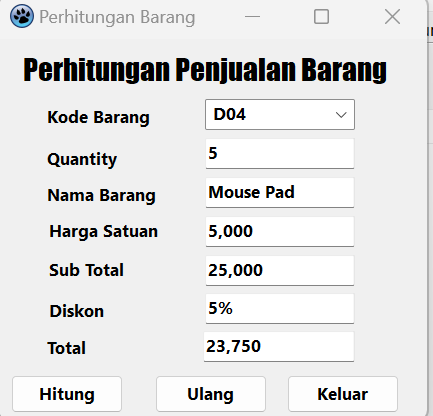 Perhitungan Barang
Perhitungan Penjualan Barang
Kode Barang D04
Quantity 5
Nama Barang Mouse Pad
Harga Satuan 5,000
Sub Total 25,000
Diskon 5%
Total 23,750
Hitung Ulang Keluar